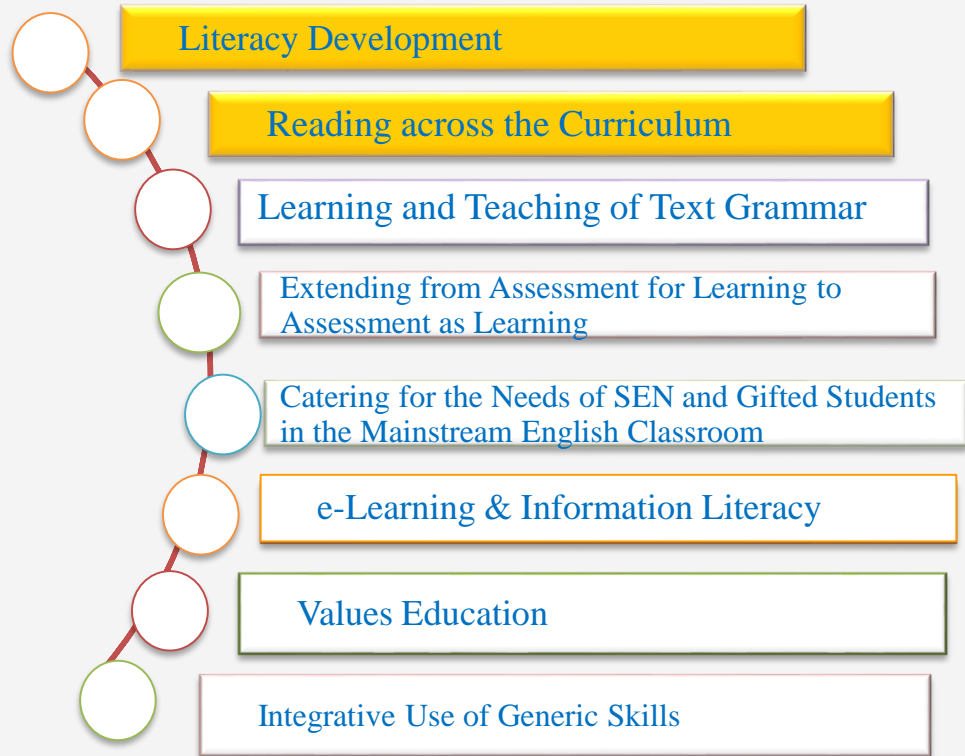 Literacy Development
Reading across the Curriculum
Learning and Teaching of Text Grammar
Extending from Assessment for Learning to
Assessment as Learning
Catering for the Needs of SEN and Gifted Students
in the Mainstream English Classroom
e-Learning & Information Literacy
Values Education
Integrative Use of Generic Skills